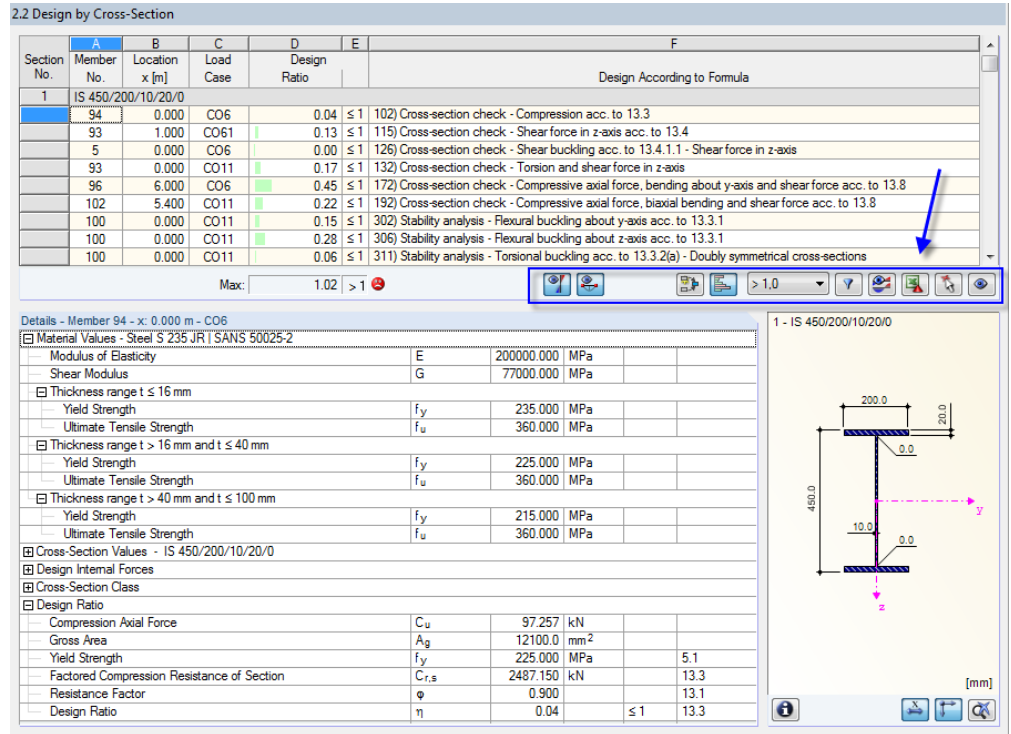 2.2 Design by Cross-Section
A B C D E F
Section Member Location Load Design
No. No. x [m] Case Ratio Design According to Formula
1 IS 450/200/10/20/0
94 0.000 CO6 0.04 ≤ 1 102) Cross-section check - Compression acc. to 13.3
93 1.000 CO61 0.13 ≤ 1 115) Cross-section check - Shear force in z-axis acc. to 13.4
5 0.000 CO6 0.00 ≤ 1 126) Cross-section check - Shear buckling acc. to 13.4.1.1 - Shear force in z-axis
93 0.000 CO11 0.17 ≤ 1 132) Cross-section check - Torsion and shear force in z-axis
96 6.000 CO6 0.45 ≤ 1 172) Cross-section check - Compressive axial force, bending about y-axis and shear force acc. to 13.8
102 5.400 CO11 0.22 ≤ 1 192) Cross-section check - Compressive axial force, biaxial bending and shear force acc. to 13.8
100 0.000 CO11 0.15 ≤ 1 302) Stability analysis - Flexural buckling about y-axis acc. to 13.3.1
100 0.000 CO11 0.28 ≤ 1 306) Stability analysis - Flexural buckling about z-axis acc. to 13.3.1
100 0.000 CO11 0.06 ≤ 1 311) Stability analysis - Torsional buckling acc. to 13.3.2(a) - Doubly symmetrical cross-sections
Max: 1.02 > 1 > 1,0
Details - Member 94 - x: 0.000 m - CO6
Material Values - Steel S 235 JR | SANS 50025-2
Modulus of Elasticity E 200000.000 MPa
Shear Modulus G 77000.000 MPa
Thickness range t ≤ 16 mm
Yield Strength fy 235.000 MPa
Ultimate Tensile Strength fu 360.000 MPa
Thickness range t > 16 mm and t ≤ 40 mm
Yield Strength fy 225.000 MPa
Ultimate Tensile Strength fu 360.000 MPa
Thickness range t > 40 mm and t ≤ 100 mm
Yield Strength fy 215.000 MPa
Ultimate Tensile Strength fu 360.000 MPa
Cross-Section Values - IS 450/200/10/20/0
Design Internal Forces
Cross-Section Class
Design Ratio
Compression Axial Force Cu 97.257 kN
Gross Area Ag 12100.0 mm²
Yield Strength fy 225.000 MPa 5.1
Factored Compression Resistance of Section Cr,s 2487.150 kN 13.3
Resistance Factor φ 0.900 13.1
Design Ratio η 0.04 ≤ 1 13.3
1 - IS 450/200/10/20/0
200.0
20.0
0.0
450.0
y
10.0
0.0
z
[mm]